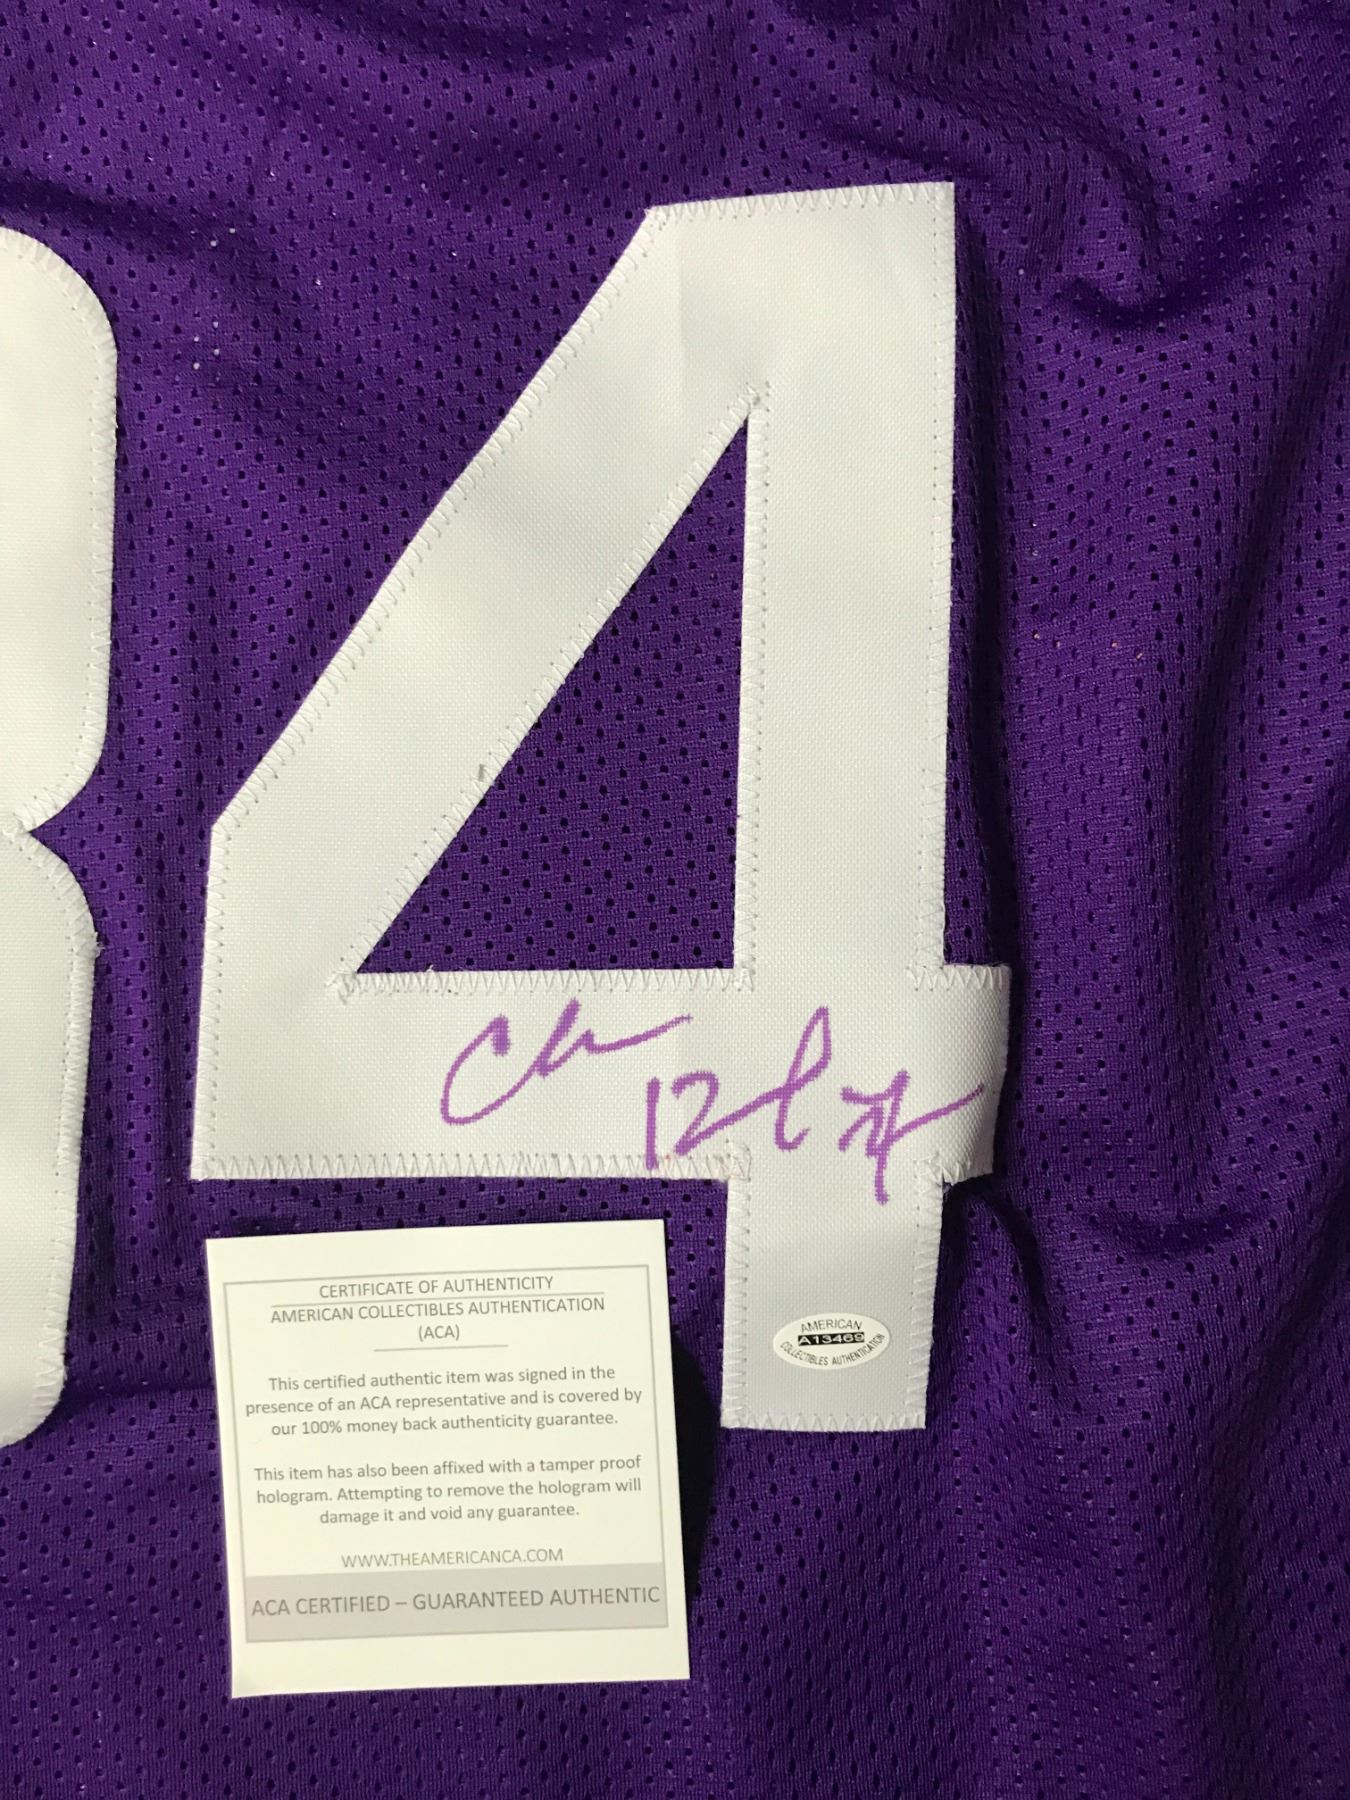 4
CERTIFICATE OF AUTHENTICITY
AMERICAN COLLECTIBLES AUTHENTICATION
(ACA)
This certified authentic item was signed in the
presence of an ACA representative and is covered by
our 100% money back authenticity guarantee.
This item has also been affixed with a tamper proof
hologram. Attempting to remove the hologram will
damage it and void any guarantee.
WWW.THEAMERICANCA.COM
ACA CERTIFIED – GUARANTEED AUTHENTIC
AMERICAN
A13469
COLLECTIBLES AUTHENTICATION